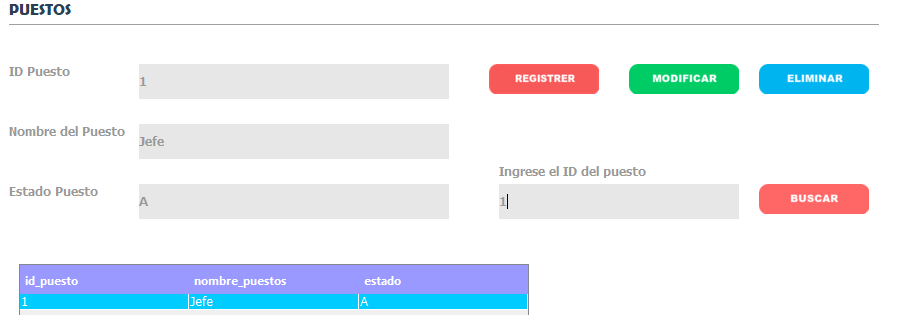 PUESTOS
ID Puesto 1 REGISTRER MODIFICAR ELIMINAR
Nombre del Puesto Jefe
Ingrese el ID del puesto
Estado Puesto A 1 BUSCAR
id_puesto nombre_puestos estado
1 Jefe A